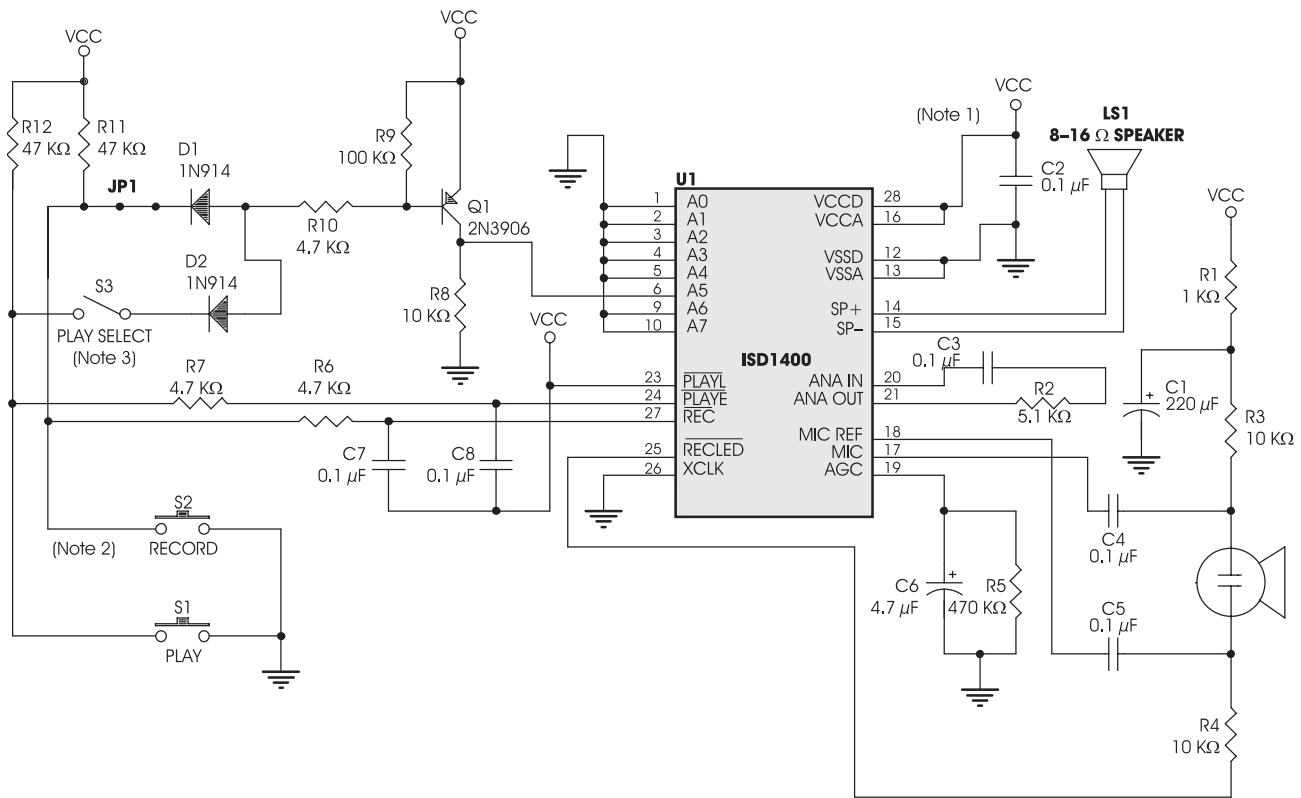 VCC
VCC
R12
47 KΩ
R11
47 KΩ
D1
1N914
JP1
R9
100 KΩ
R10
4.7 KΩ
Q1
2N3906
D2
1N914
S3
PLAY SELECT
(Note 3)
R8
10 KΩ
VCC
R7
4.7 KΩ
R6
4.7 KΩ
C7
0.1 µF
C8
0.1 µF
S2
(Note 2)
RECORD
S1
PLAY
U1
ISD1400
1 A0
2 A1
3 A2
4 A3
5 A4
6 A5
9 A6
10 A7
23 PLAYL
24 PLAYE
27 REC
25 RECLED
26 XCLK
VCCD 28
VCCA 16
VSSD 12
VSSA 13
SP+ 14
SP– 15
ANA IN 20
ANA OUT 21
MIC REF 18
MIC 17
AGC 19
(Note 1)
VCC
C2
0.1 µF
LS1
8–16 Ω SPEAKER
C3
0.1 µF
R2
5.1 KΩ
VCC
R1
1 KΩ
C1
+
220 µF
R3
10 KΩ
C4
0.1 µF
C5
0.1 µF
C6
+
4.7 µF
R5
470 KΩ
R4
10 KΩ